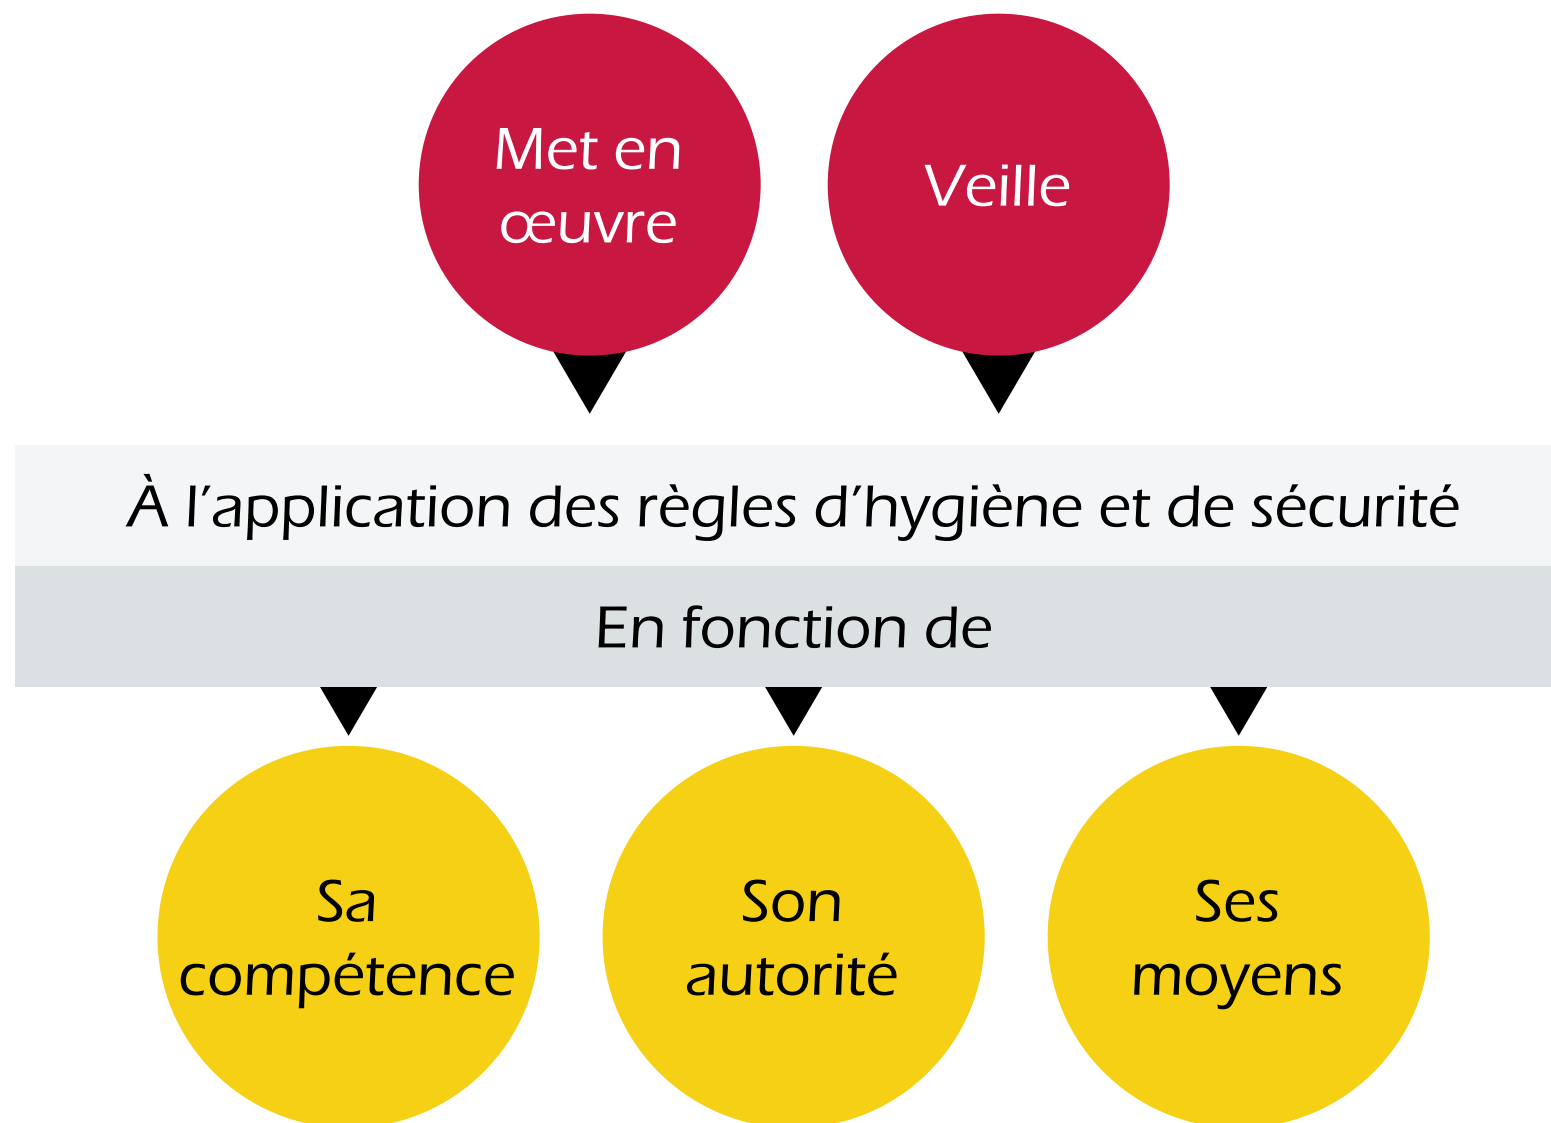 Met en
œuvre
Veille
À l’application des règles d’hygiène et de sécurité
En fonction de
Sa
compétence
Son
autorité
Ses
moyens